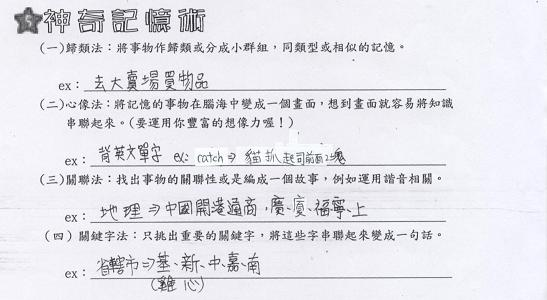 5 神奇記憶術
(一)歸類法：將事物作歸類或分成小群組，同類型或相似的記憶。
ex：去大賣場買物品
(二)心像法：將記憶的事物在腦海中變成一個畫面，想到畫面就容易將知識
串聯起來。(要運用你豐富的想像力喔！)
ex：背英文單字 ex: catch⇒ 貓抓起司前面2塊
(三)關聯法：找出事物的關聯性或是編成一個故事，例如運用諧音相關。
ex：地理⇒中國開港通商，廣、廈、福、寧、上
(四)關鍵字法：只挑出重要的關鍵字，將這些字串聯起來變成一句話。
ex：省轄市⇒基、新、中、嘉、南
(雞心)